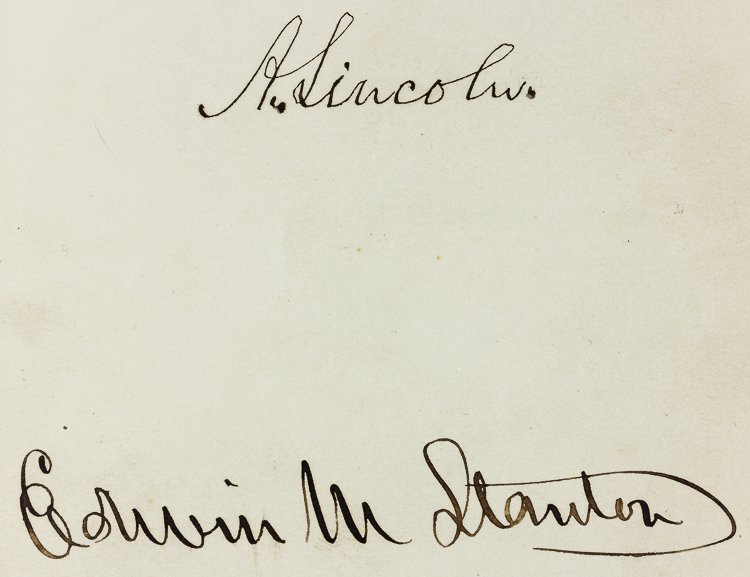 A. Lincoln.
Edwin M Stanton